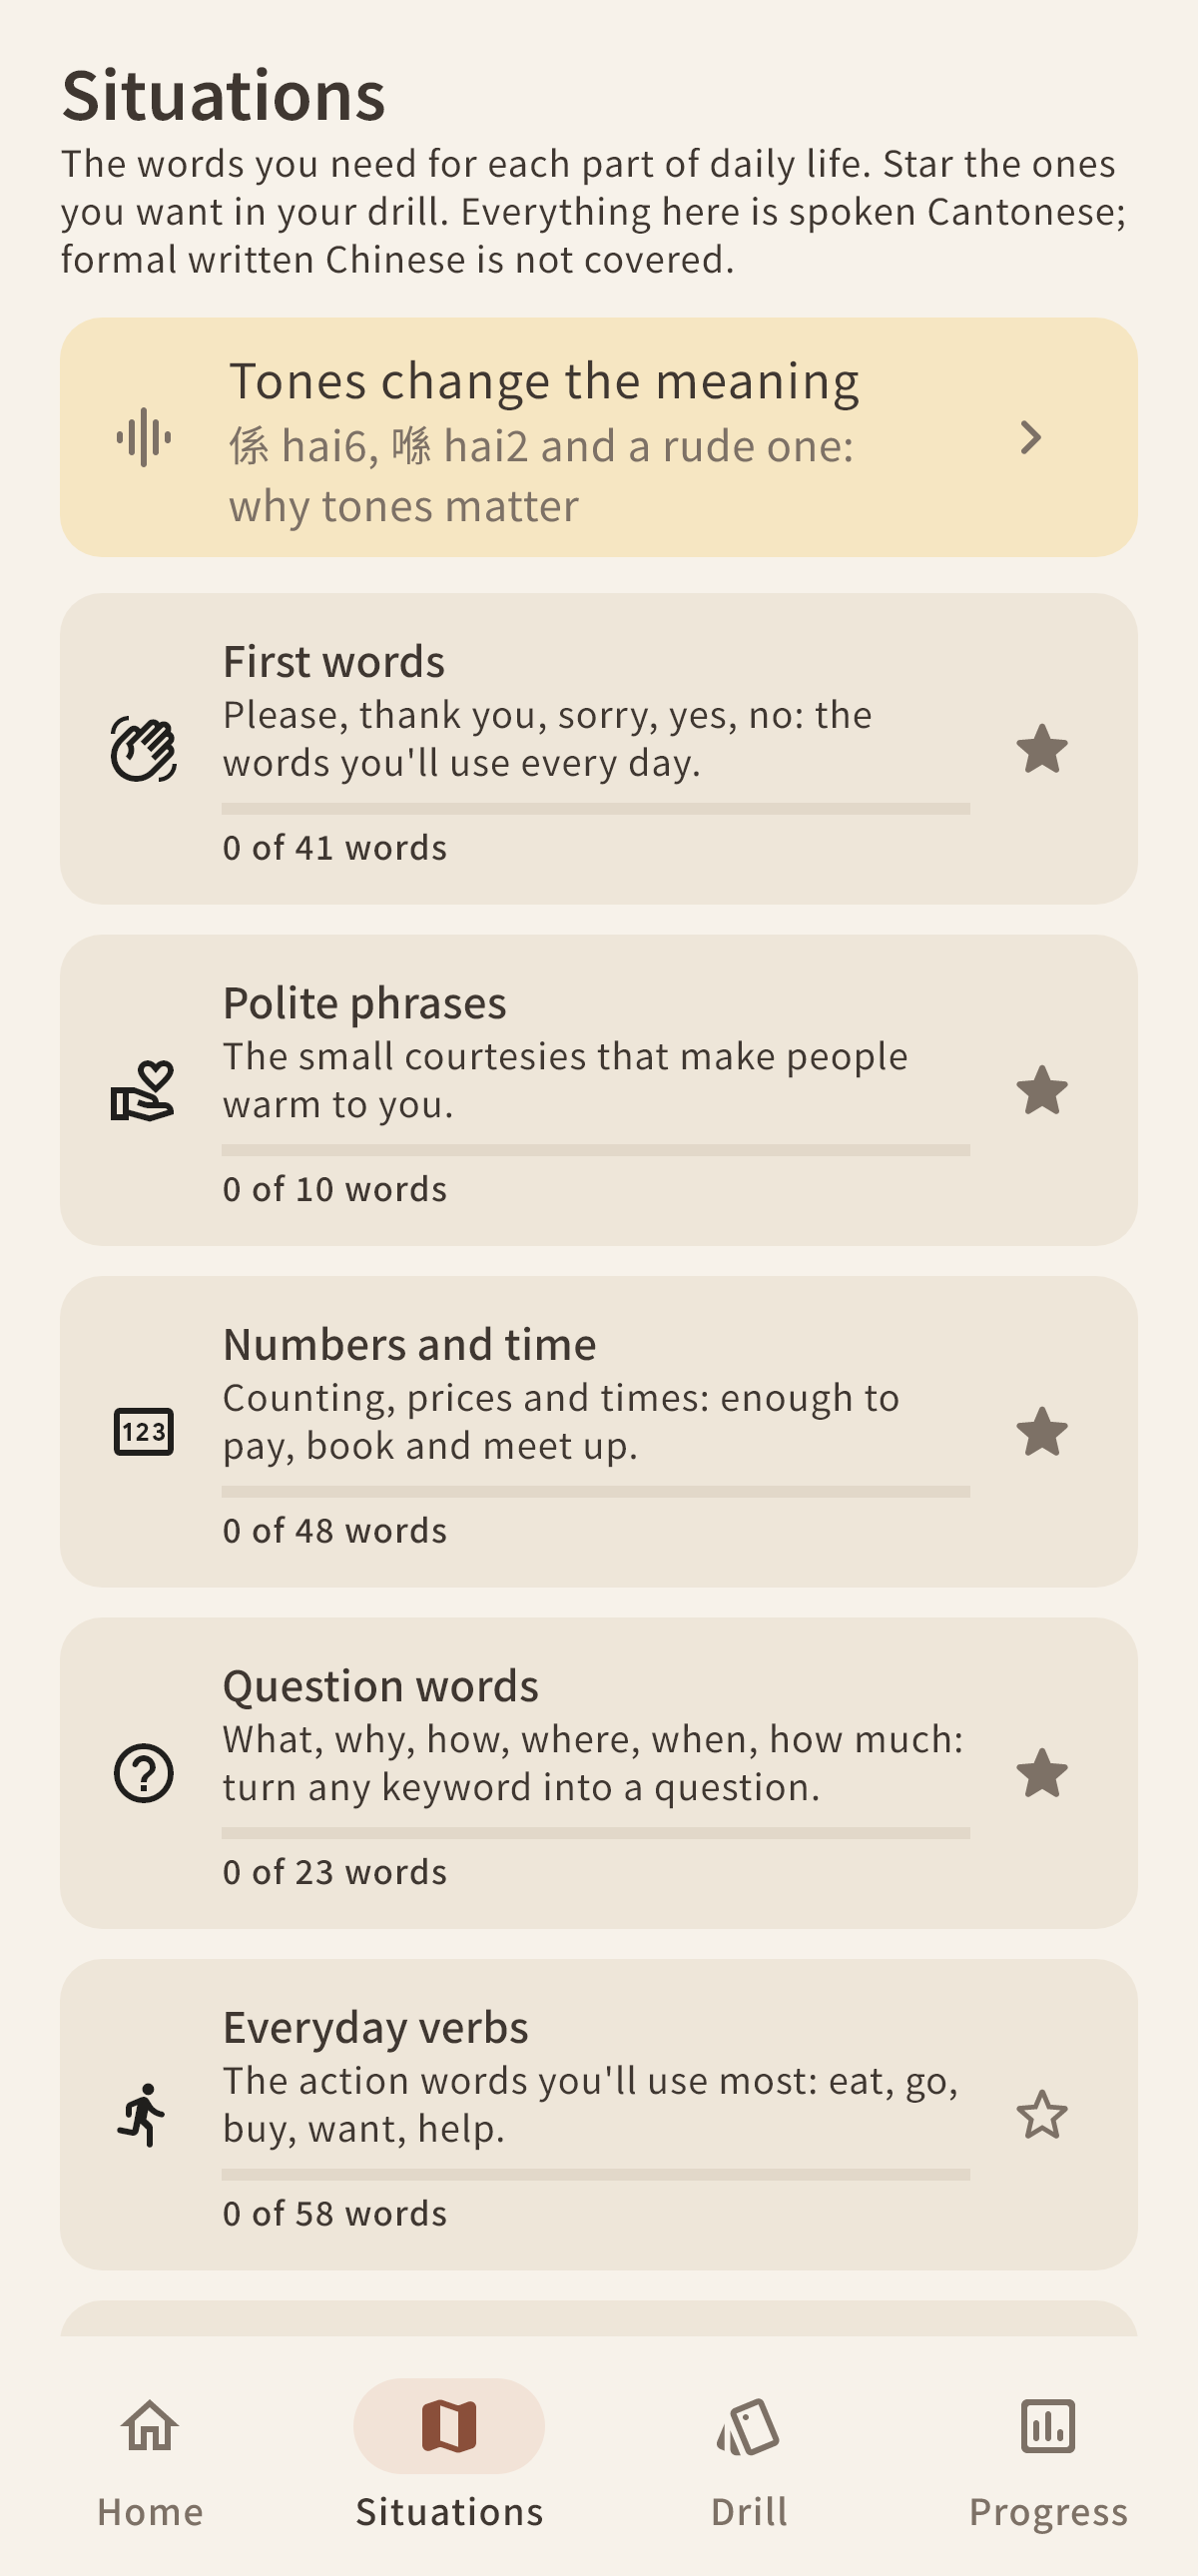 Situations
The words you need for each part of daily life. Star the ones
you want in your drill. Everything here is spoken Cantonese;
formal written Chinese is not covered.
Tones change the meaning
係 hai6, 喺 hai2 and a rude one:
why tones matter
First words
Please, thank you, sorry, yes, no: the
words you'll use every day.
0 of 41 words
Polite phrases
The small courtesies that make people
warm to you.
0 of 10 words
Numbers and time
Counting, prices and times: enough to
pay, book and meet up.
123
0 of 48 words
Question words
What, why, how, where, when, how much:
turn any keyword into a question.
0 of 23 words
Everyday verbs
The action words you'll use most: eat, go,
buy, want, help.
0 of 58 words
Home
Situations
Drill
Progress